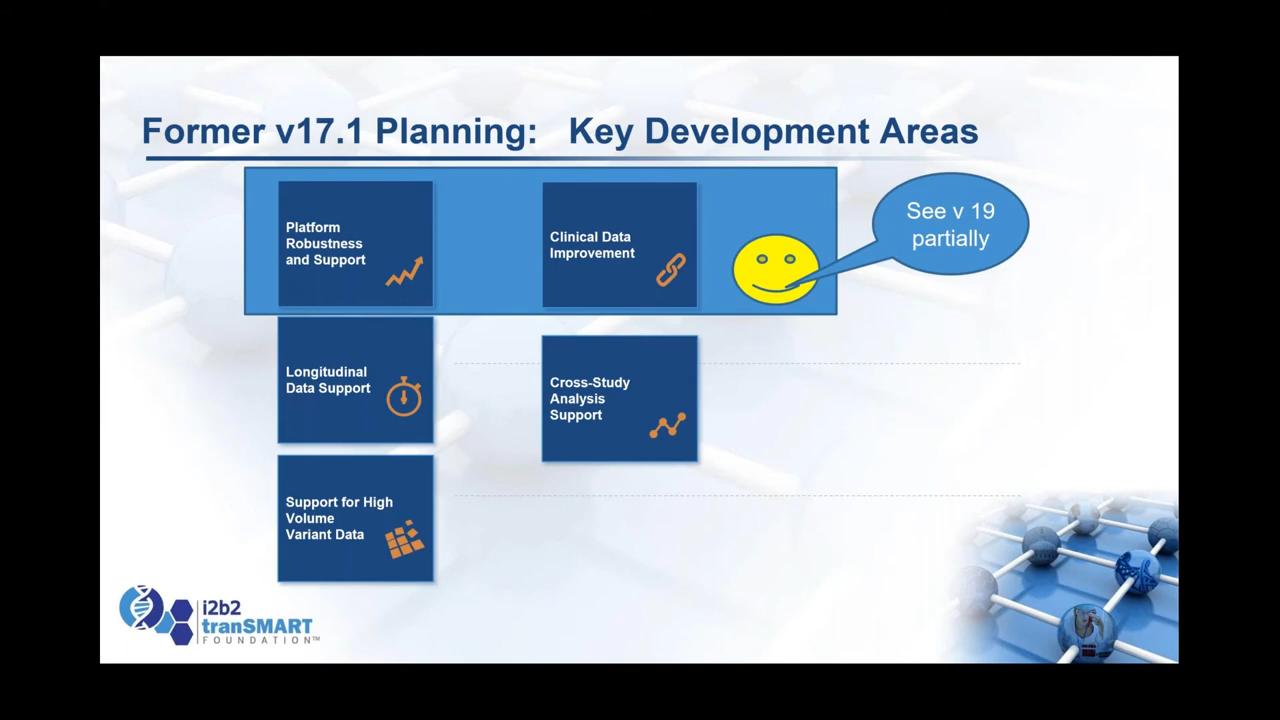 Former v17.1 Planning: Key Development Areas
Platform
Robustness
and Support
Clinical Data
Improvement
See v 19
partially
Longitudinal
Data Support
Cross-Study
Analysis
Support
Support for High
Volume
Variant Data
i2b2
tranSMART
FOUNDATION™